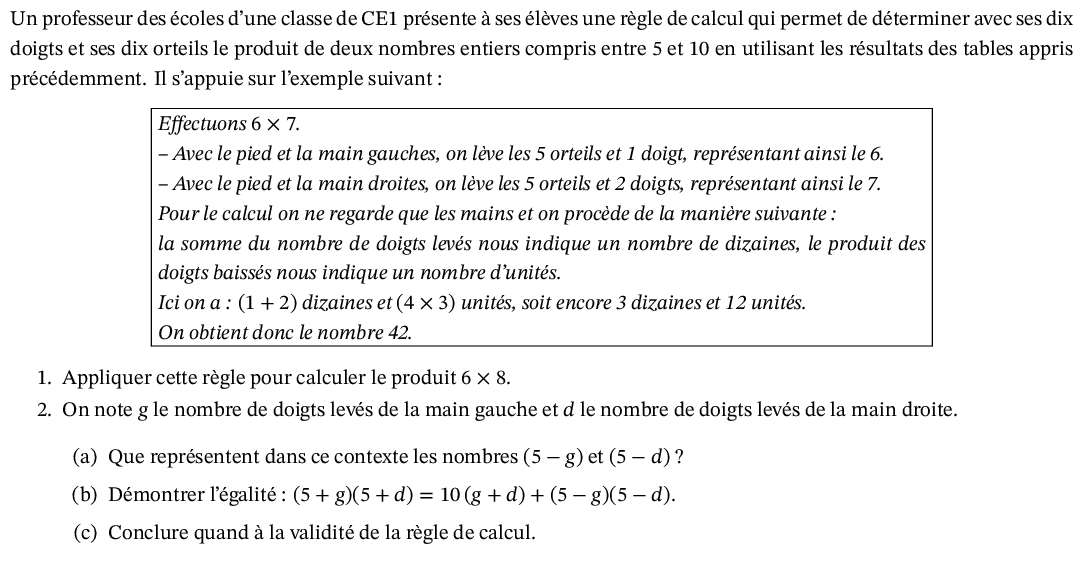 Un professeur des écoles d’une classe de CE1 présente à ses élèves une règle de calcul qui permet de déterminer avec ses dix
doigts et ses dix orteils le produit de deux nombres entiers compris entre 5 et 10 en utilisant les résultats des tables appris
précédemment. Il s’appuie sur l’exemple suivant :
Effectuons 6 × 7.
– Avec le pied et la main gauches, on lève les 5 orteils et 1 doigt, représentant ainsi le 6.
– Avec le pied et la main droites, on lève les 5 orteils et 2 doigts, représentant ainsi le 7.
Pour le calcul on ne regarde que les mains et on procède de la manière suivante :
la somme du nombre de doigts levés nous indique un nombre de dizaines, le produit des
doigts baissés nous indique un nombre d’unités.
Ici on a : (1 + 2) dizaines et (4 × 3) unités, soit encore 3 dizaines et 12 unités.
On obtient donc le nombre 42.
1. Appliquer cette règle pour calculer le produit 6 × 8.
2. On note g le nombre de doigts levés de la main gauche et d le nombre de doigts levés de la main droite.
(a) Que représentent dans ce contexte les nombres (5 − g) et (5 − d) ?
(b) Démontrer l’égalité : (5 + g)(5 + d) = 10 (g + d) + (5 − g)(5 − d).
(c) Conclure quant à la validité de la règle de calcul.